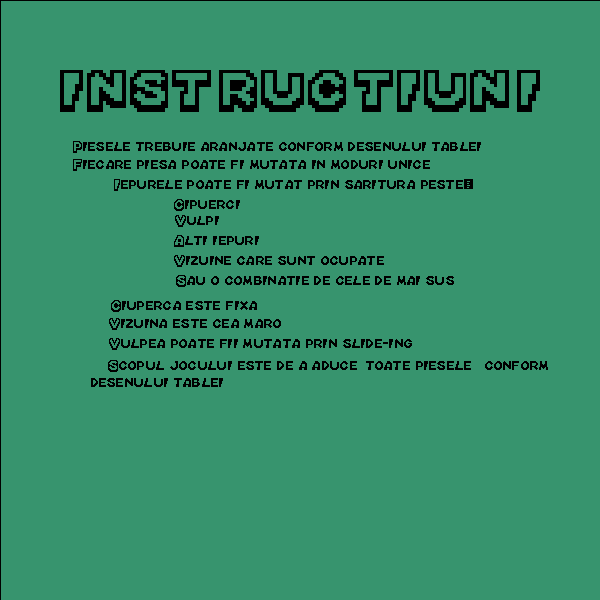 INSTRUCTIUNI
PIESELE TREBUIE ARANJATE CONFORM DESENULUI TABLEI
FIECARE PIESA POATE FI MUTATA IN MODURI UNICE
IEPURELE POATE FI MUTAT PRIN SARITURA PESTE
CIPUERCI
VULPI
ALTI IEPURI
VIZUINE CARE SUNT OCUPATE
SAU O COMBINATIE DE CELE DE MAI SUS
CIUPERCA ESTE FIXA
VIZUINA ESTE CEA MARO
VULPEA POATE FII MUTATA PRIN SLIDE-ING
SCOPUL JOCULUI ESTE DE A ADUCE TOATE PIESELE CONFORM
DESENULUI TABLEI